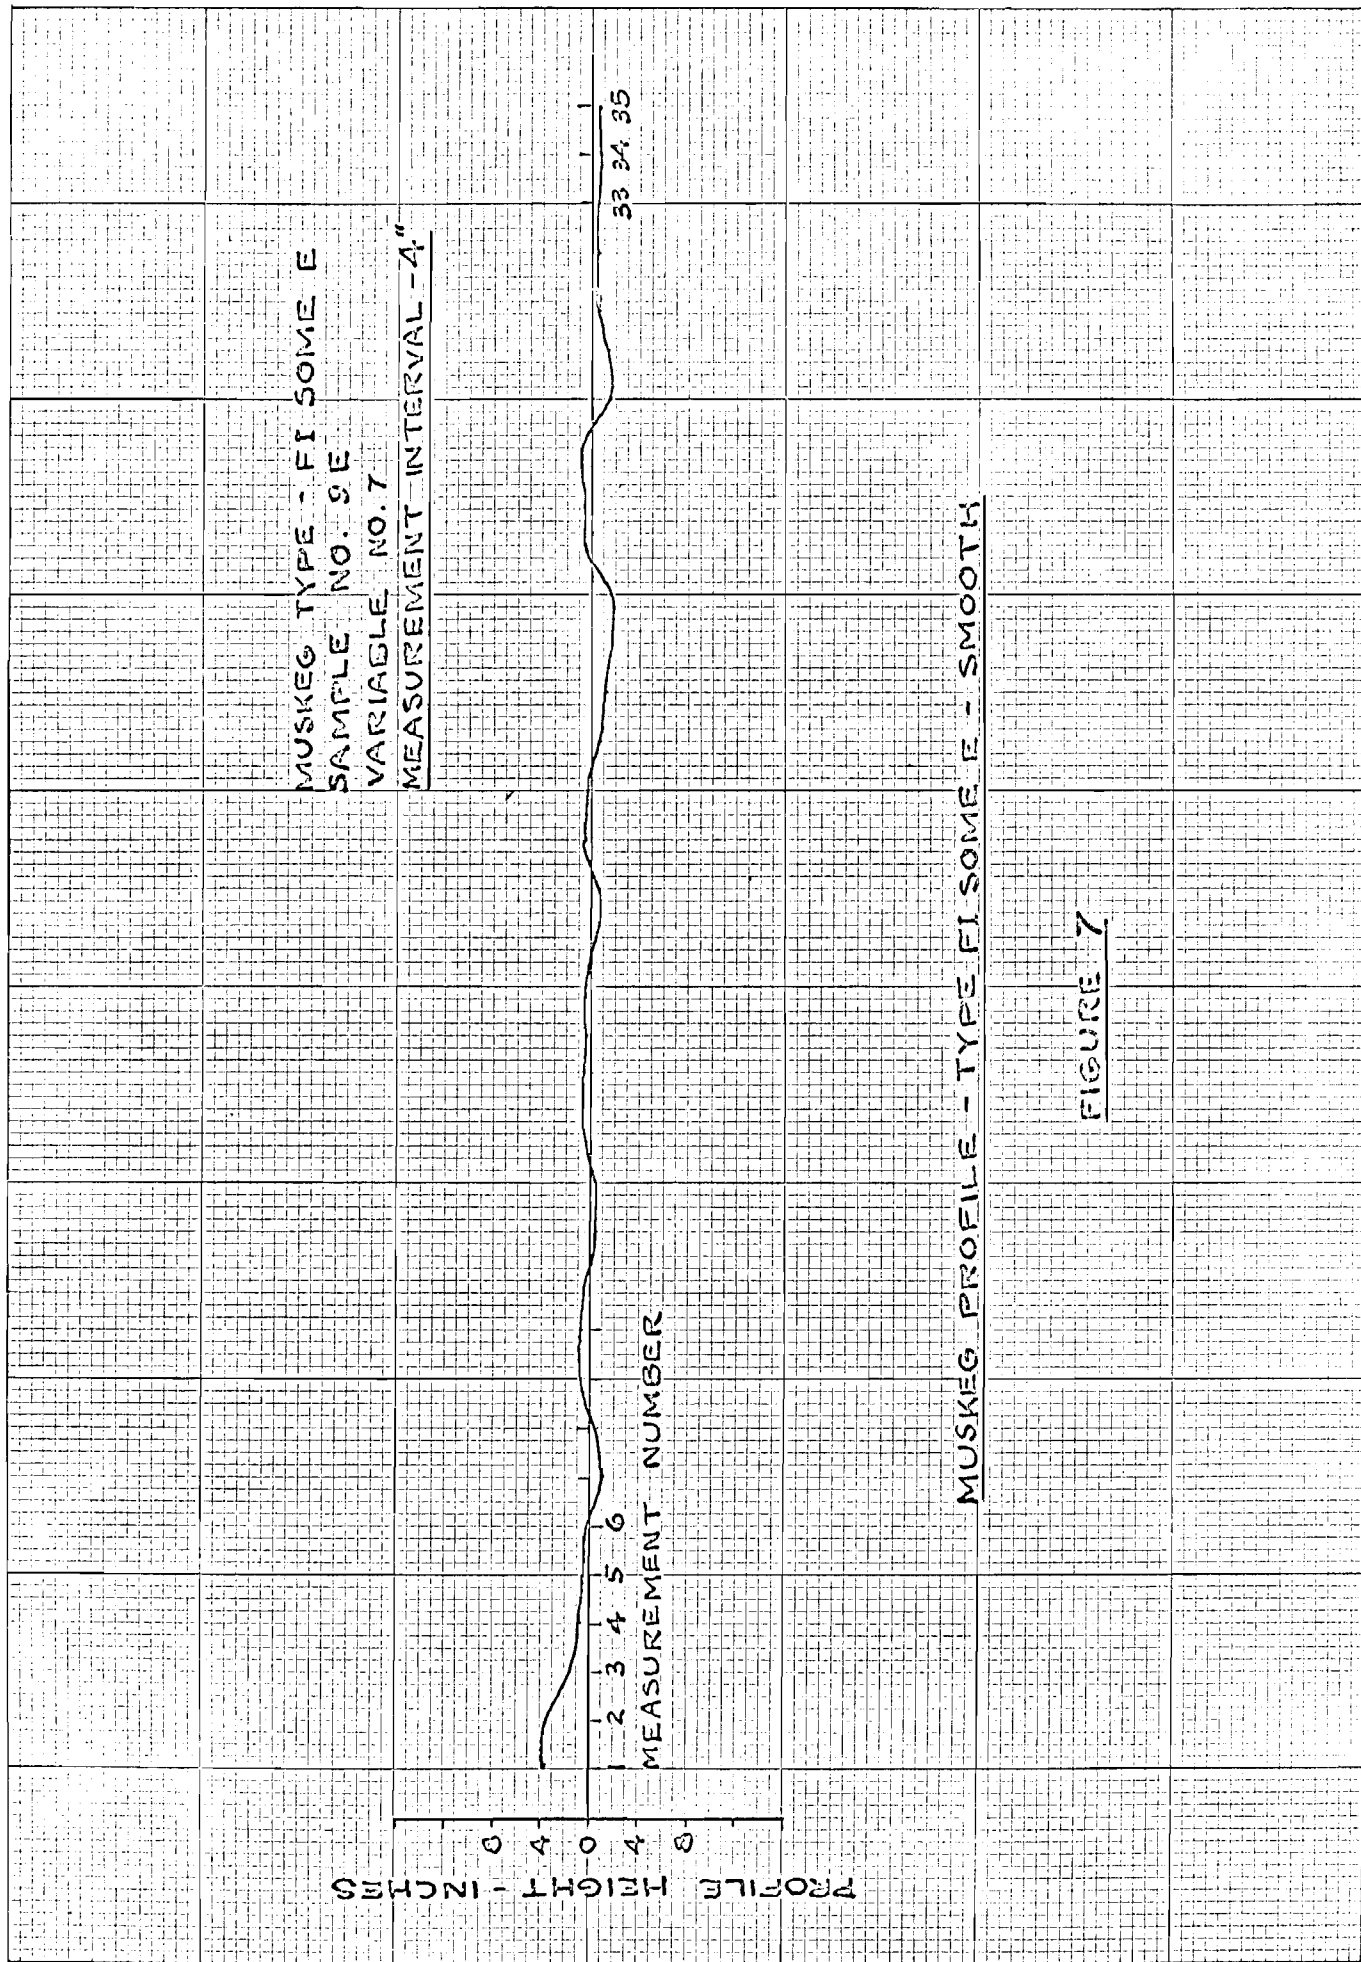 MUSKEG TYPE - FI SOME E
SAMPLE NO. 9E
VARIABLE NO. 7
MEASUREMENT INTERVAL - 4"
PROFILE HEIGHT - INCHES
8 4 0 4 8
1 2 3 4 5 6 33 34 35
MEASUREMENT NUMBER
MUSKEG PROFILE - TYPE FI SOME E - SMOOTH
FIGURE 7